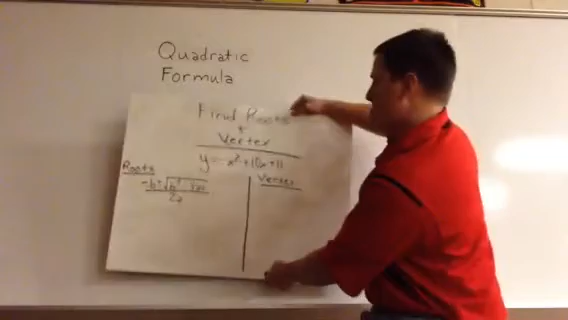 Quadratic
Formula
Find Roots
&
Vertex
y = -x²+10x+11
Roots
Vertex
-b±√b²-4ac
2a